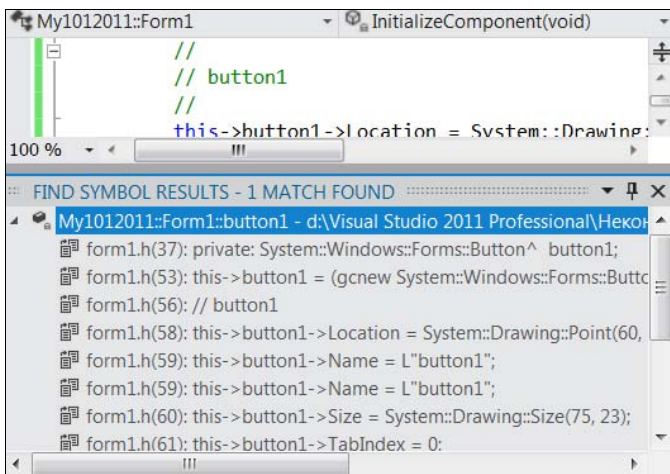 My1012011::Form1 InitializeComponent(void)
//
// button1
//
this->button1->Location = System::Drawing:
100 %
FIND SYMBOL RESULTS - 1 MATCH FOUND
My1012011::Form1::button1 - d:\Visual Studio 2011 Professional\Некон
form1.h(37): private: System::Windows::Forms::Button^ button1;
form1.h(53): this->button1 = (gcnew System::Windows::Forms::Butto
form1.h(56): // button1
form1.h(58): this->button1->Location = System::Drawing::Point(60,
form1.h(59): this->button1->Name = L"button1";
form1.h(59): this->button1->Name = L"button1";
form1.h(60): this->button1->Size = System::Drawing::Size(75, 23);
form1.h(61): this->button1->TabIndex = 0;